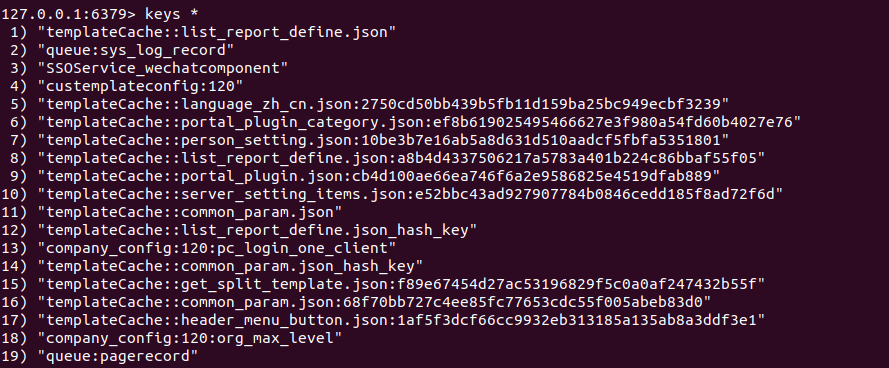 127.0.0.1:6379> keys *
1) "templateCache::list_report_define.json"
2) "queue:sys_log_record"
3) "SSOService_wechatcomponent"
4) "custemplateconfig:120"
5) "templateCache::language_zh_cn.json:2750cd50bb439b5fb11d159ba25bc949ecbf3239"
6) "templateCache::portal_plugin_category.json:ef8b619025495466627e3f980a54fd60b4027e76"
7) "templateCache::person_setting.json:10be3b7e16ab5a8d631d510aadcf5fbfa5351801"
8) "templateCache::list_report_define.json:a8b4d4337506217a5783a401b224c86bbaf55f05"
9) "templateCache::portal_plugin.json:cb4d100ae66ea746f6a2e9586825e4519dfab889"
10) "templateCache::server_setting_items.json:e52bbc43ad927907784b0846cedd185f8ad72f6d"
11) "templateCache::common_param.json"
12) "templateCache::list_report_define.json_hash_key"
13) "company_config:120:pc_login_one_client"
14) "templateCache::common_param.json_hash_key"
15) "templateCache::get_split_template.json:f89e67454d27ac53196829f5c0a0af247432b55f"
16) "templateCache::common_param.json:68f70bb727c4ee85fc77653cdc55f005abeb83d0"
17) "templateCache::header_menu_button.json:1af5f3dcf66cc9932eb313185a135ab8a3ddf3e1"
18) "company_config:120:org_max_level"
19) "queue:pagerecord"